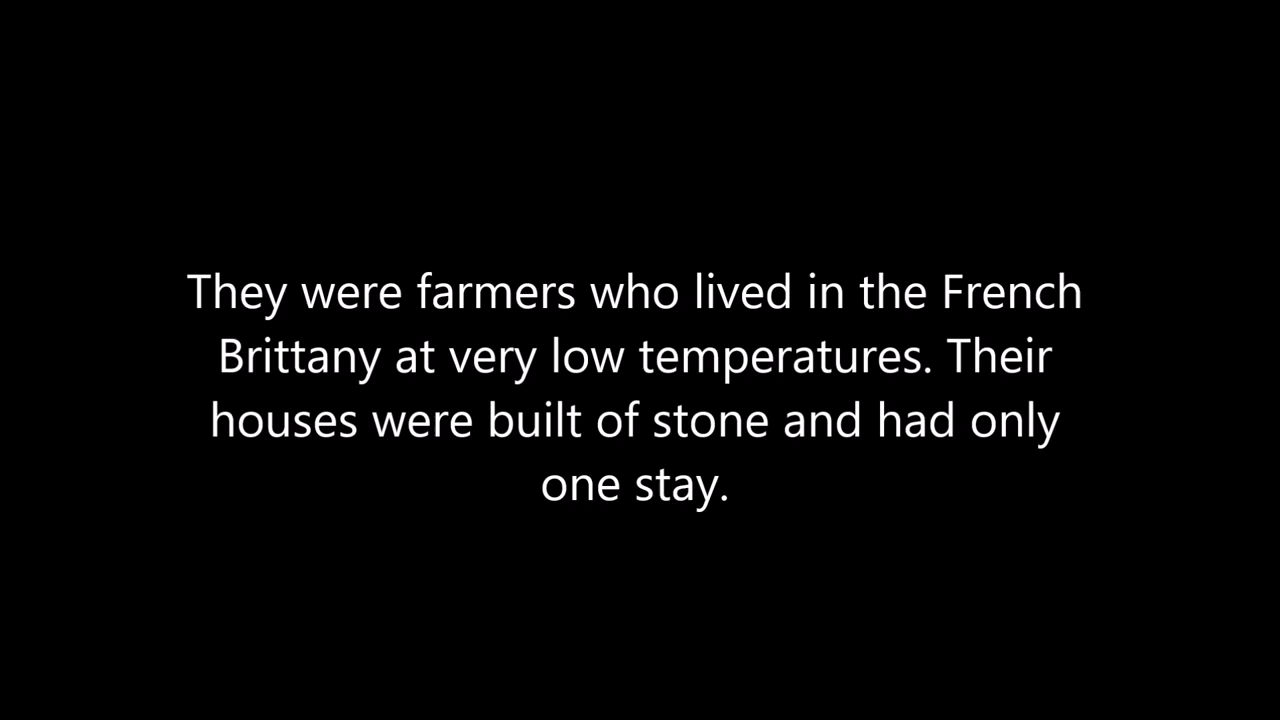 They were farmers who lived in the French
Brittany at very low temperatures. Their
houses were built of stone and had only
one stay.